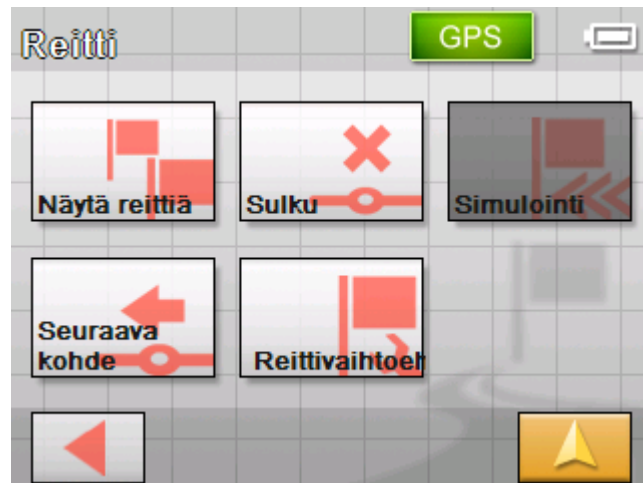 Reitti
GPS
Näytä reittiä
Sulku
Simulointi
Seuraava
kohde
Reittivaihtoeh